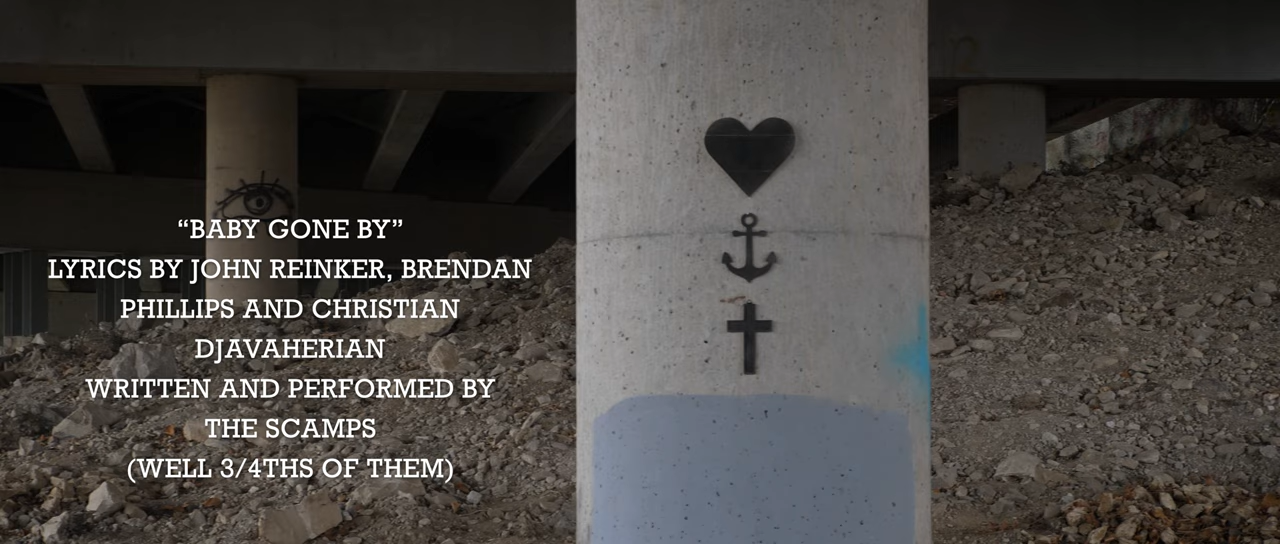 “BABY GONE BY”
LYRICS BY JOHN REINKER, BRENDAN
PHILLIPS AND CHRISTIAN
DJAVAHERIAN
WRITTEN AND PERFORMED BY
THE SCAMPS
(WELL 3/4THS OF THEM)